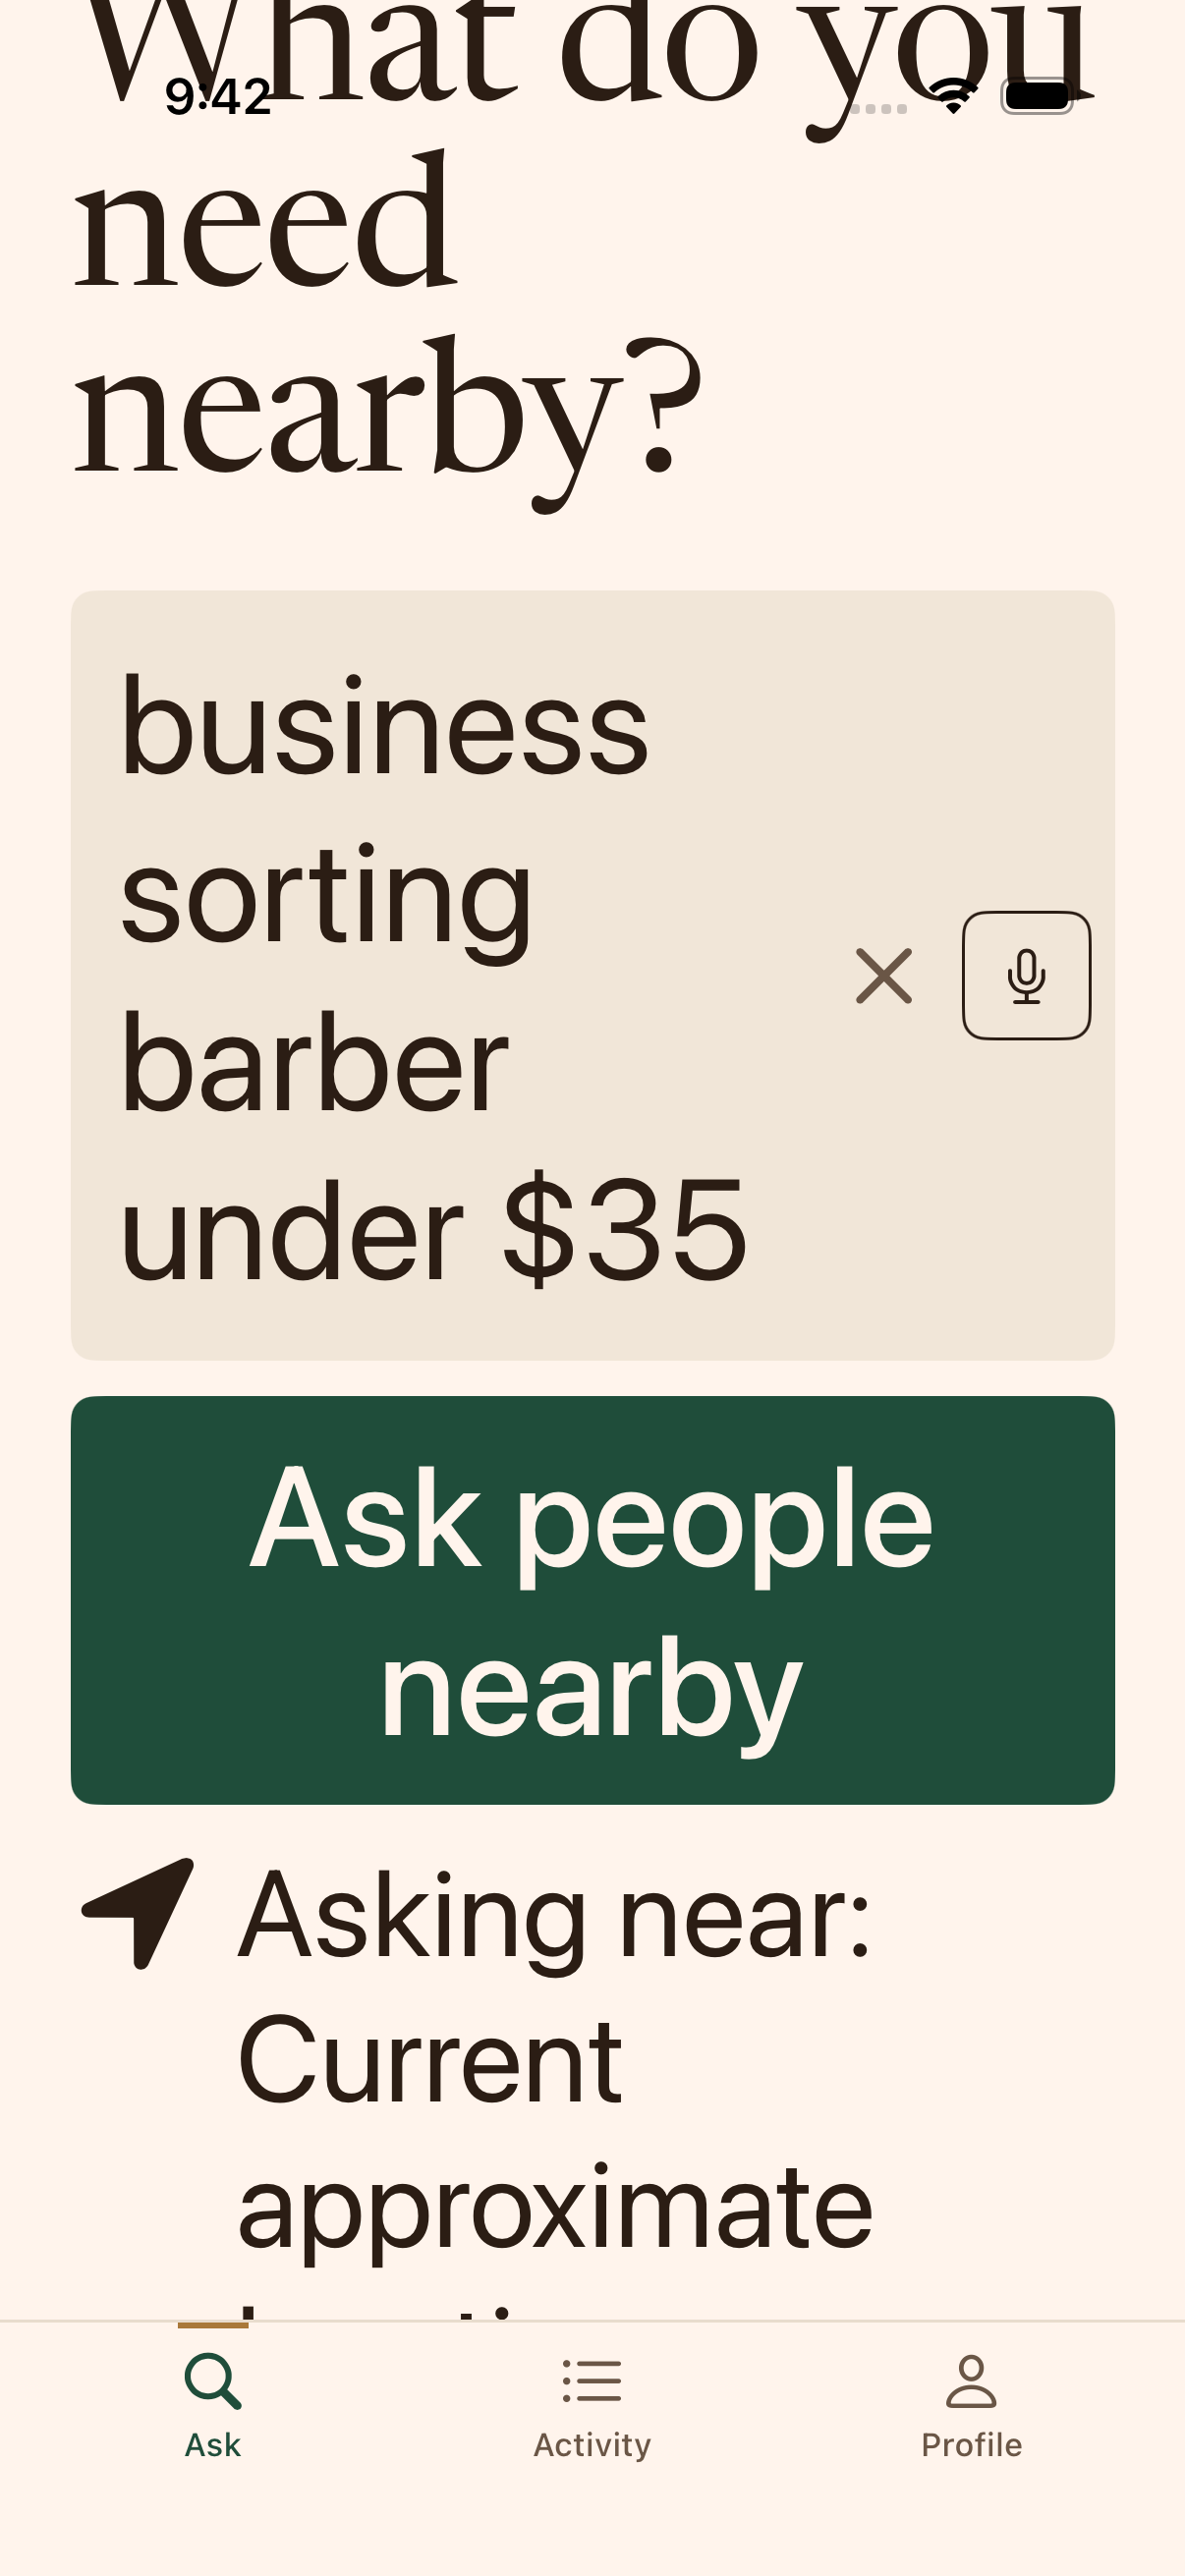 What do you
9:42
need
nearby?
business
sorting
barber
under $35
Ask people
nearby
Asking near:
Current
approximate
Ask
Activity
Profile